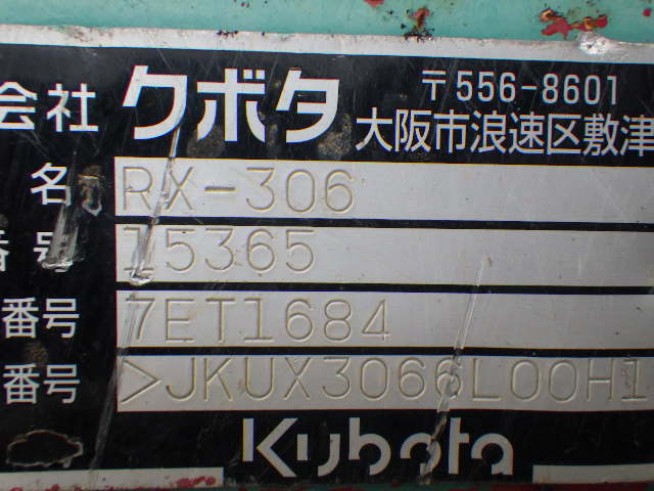 会社 クボタ 〒556-8601
大阪市浪速区敷津
名 RX-306
番号 15365
番号 7ET1684
番号 >JKUX3066L00H1
Kubota